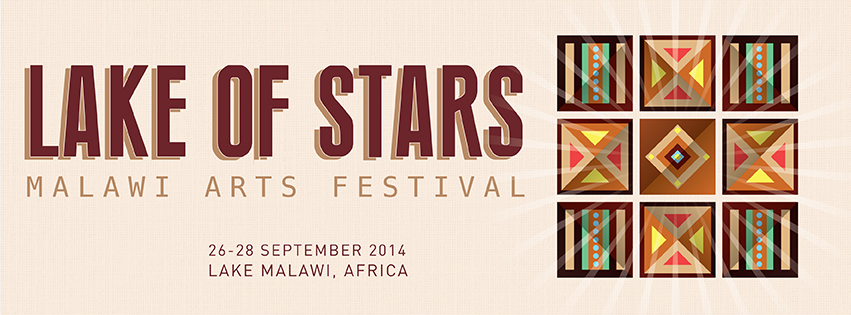 LAKE OF STARS
MALAWI ARTS FESTIVAL
26-28 SEPTEMBER 2014
LAKE MALAWI, AFRICA